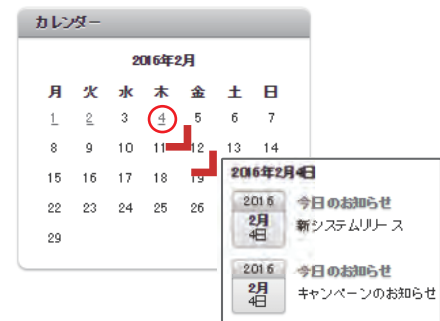 カレンダー
2016年2月
月 火 水 木 金 土 日
1 2 3 4 5 6 7
8 9 10 11 12 13 14
15 16 17 18 19
22 23 24 25 26
29
2016年2月4日
2016
2月
4日
今日のお知らせ
新システムリリース
2016
2月
4日
今日のお知らせ
キャンペーンのお知らせ